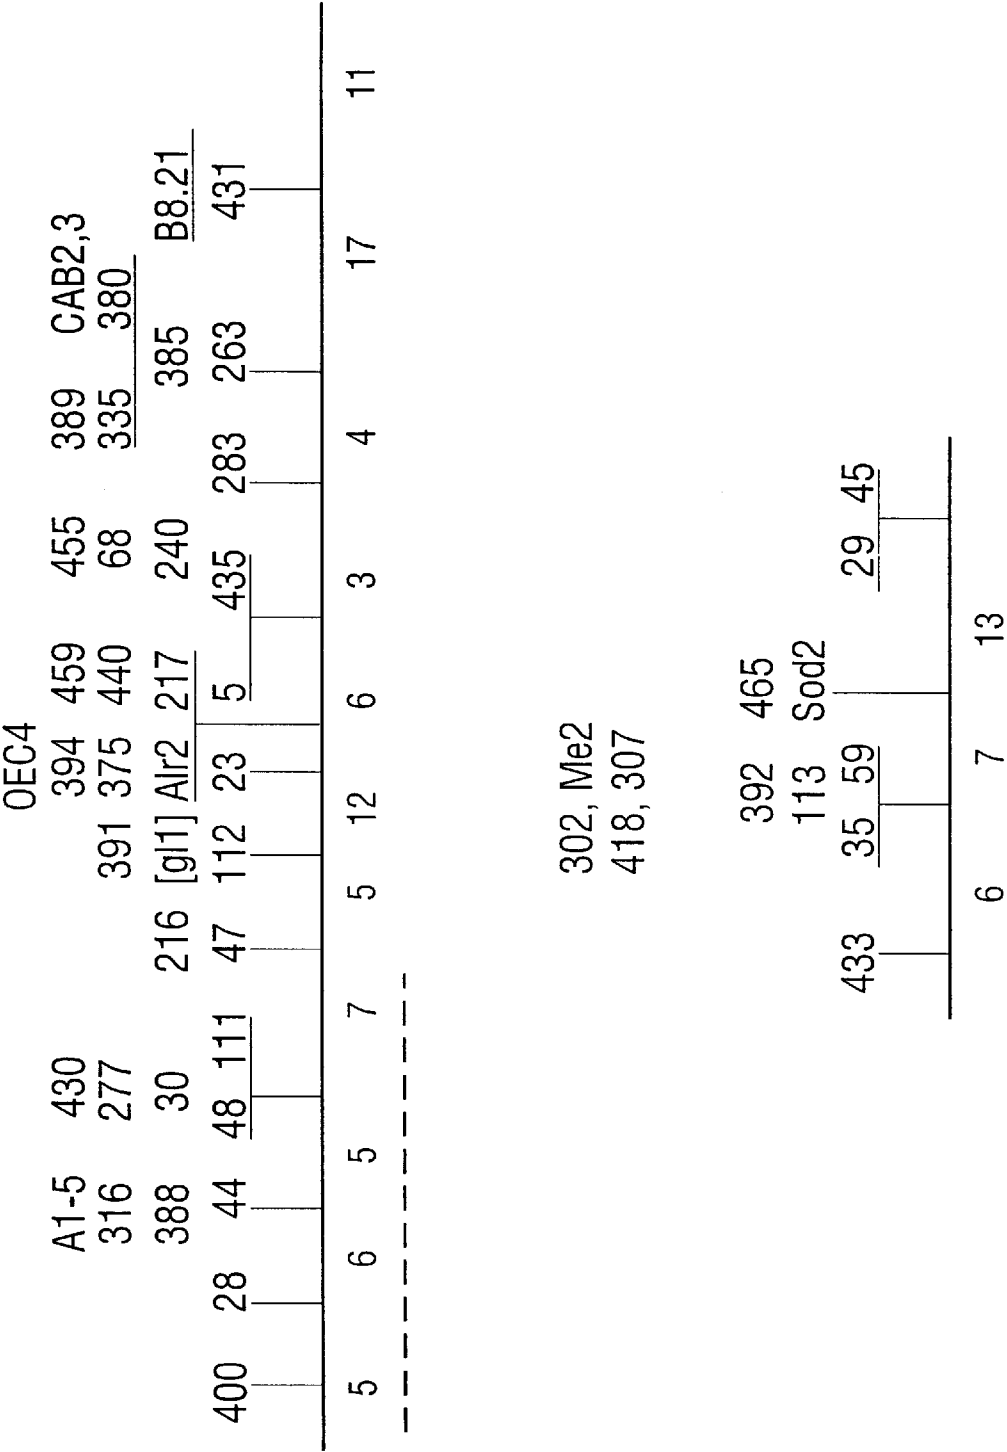 OEC4
A1-5 430 394 459 455 389 CAB2,3
316 277 391 375 440 68 335 380
388 30 216 [gl1] Alr2 217 240 385 B8.21
400 28 44 48 111 47 112 23 5 435 283 263 431
5 6 5 7 5 12 6 3 4 17 11
302, Me2
418, 307
392 465
113 Sod2
433 35 59 29 45
6 7 13